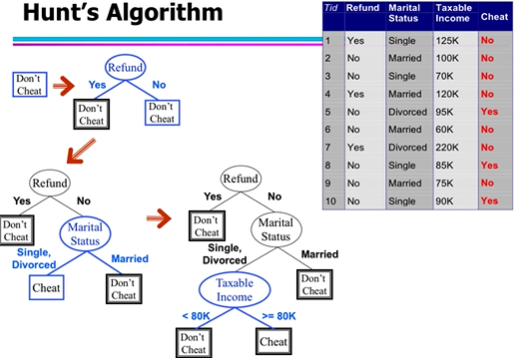 Hunt's Algorithm
Tid Refund Marital Status Taxable Income Cheat
1 Yes Single 125K No
2 No Married 100K No
3 No Single 70K No
4 Yes Married 120K No
5 No Divorced 95K Yes
6 No Married 60K No
7 Yes Divorced 220K No
8 No Single 85K Yes
9 No Married 75K No
10 No Single 90K Yes
Don't
Cheat
Refund
Yes No
Don't
Cheat
Don't
Cheat
Refund
Yes No
Don't
Cheat
Marital
Status
Single,
Divorced
Married
Cheat
Don't
Cheat
Refund
Yes No
Don't
Cheat
Marital
Status
Single,
Divorced
Married
Taxable
Income
Don't
Cheat
< 80K >= 80K
Don't
Cheat
Cheat